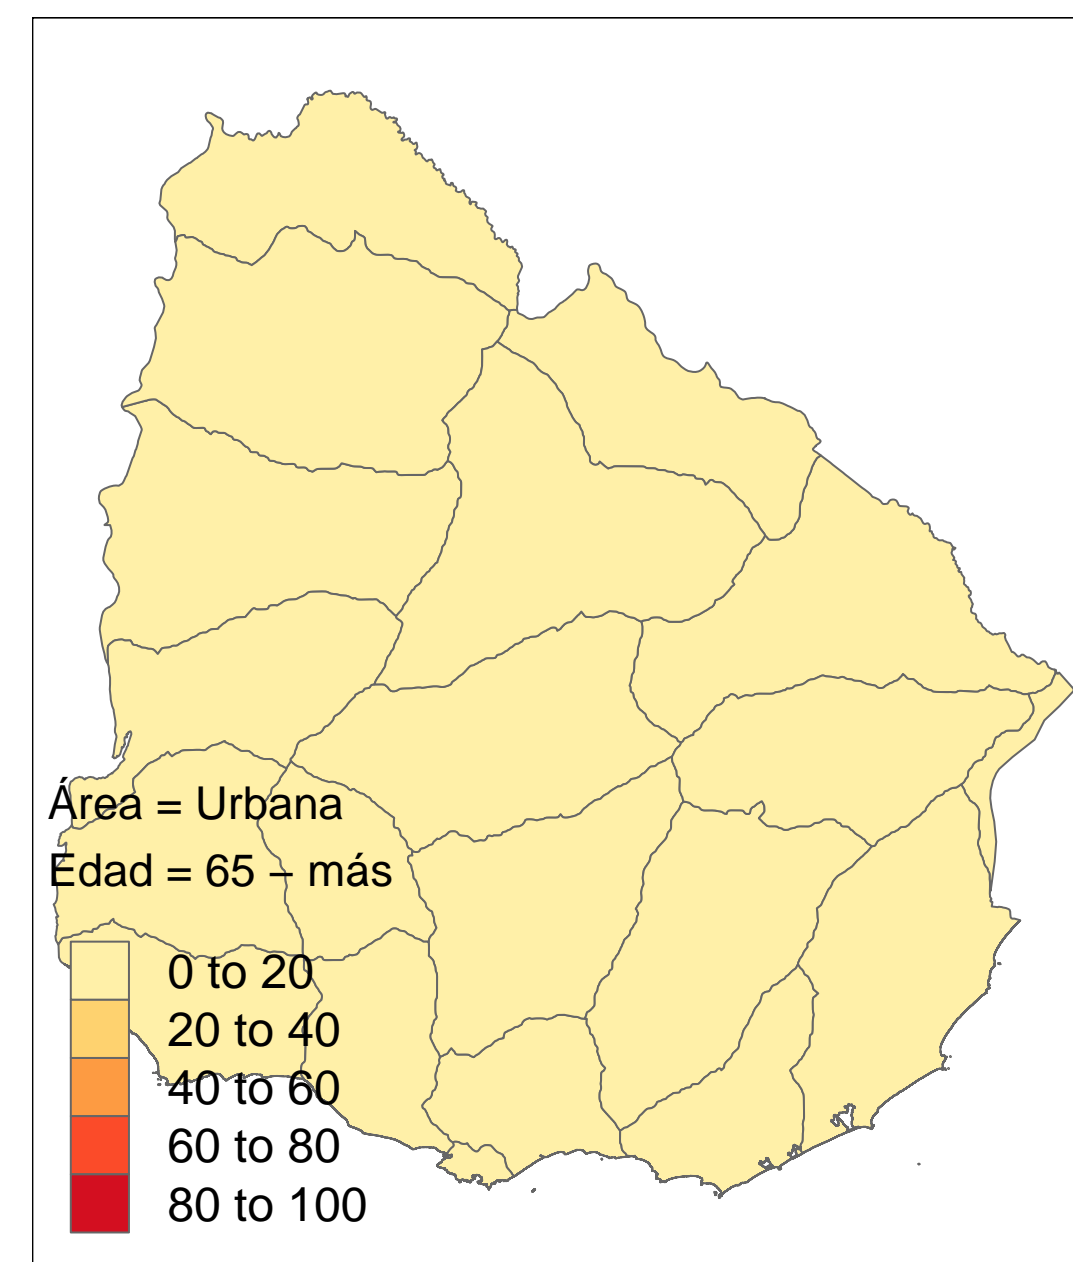 Área = Urbana
Edad = 65 – más
0 to 20
20 to 40
40 to 60
60 to 80
80 to 100